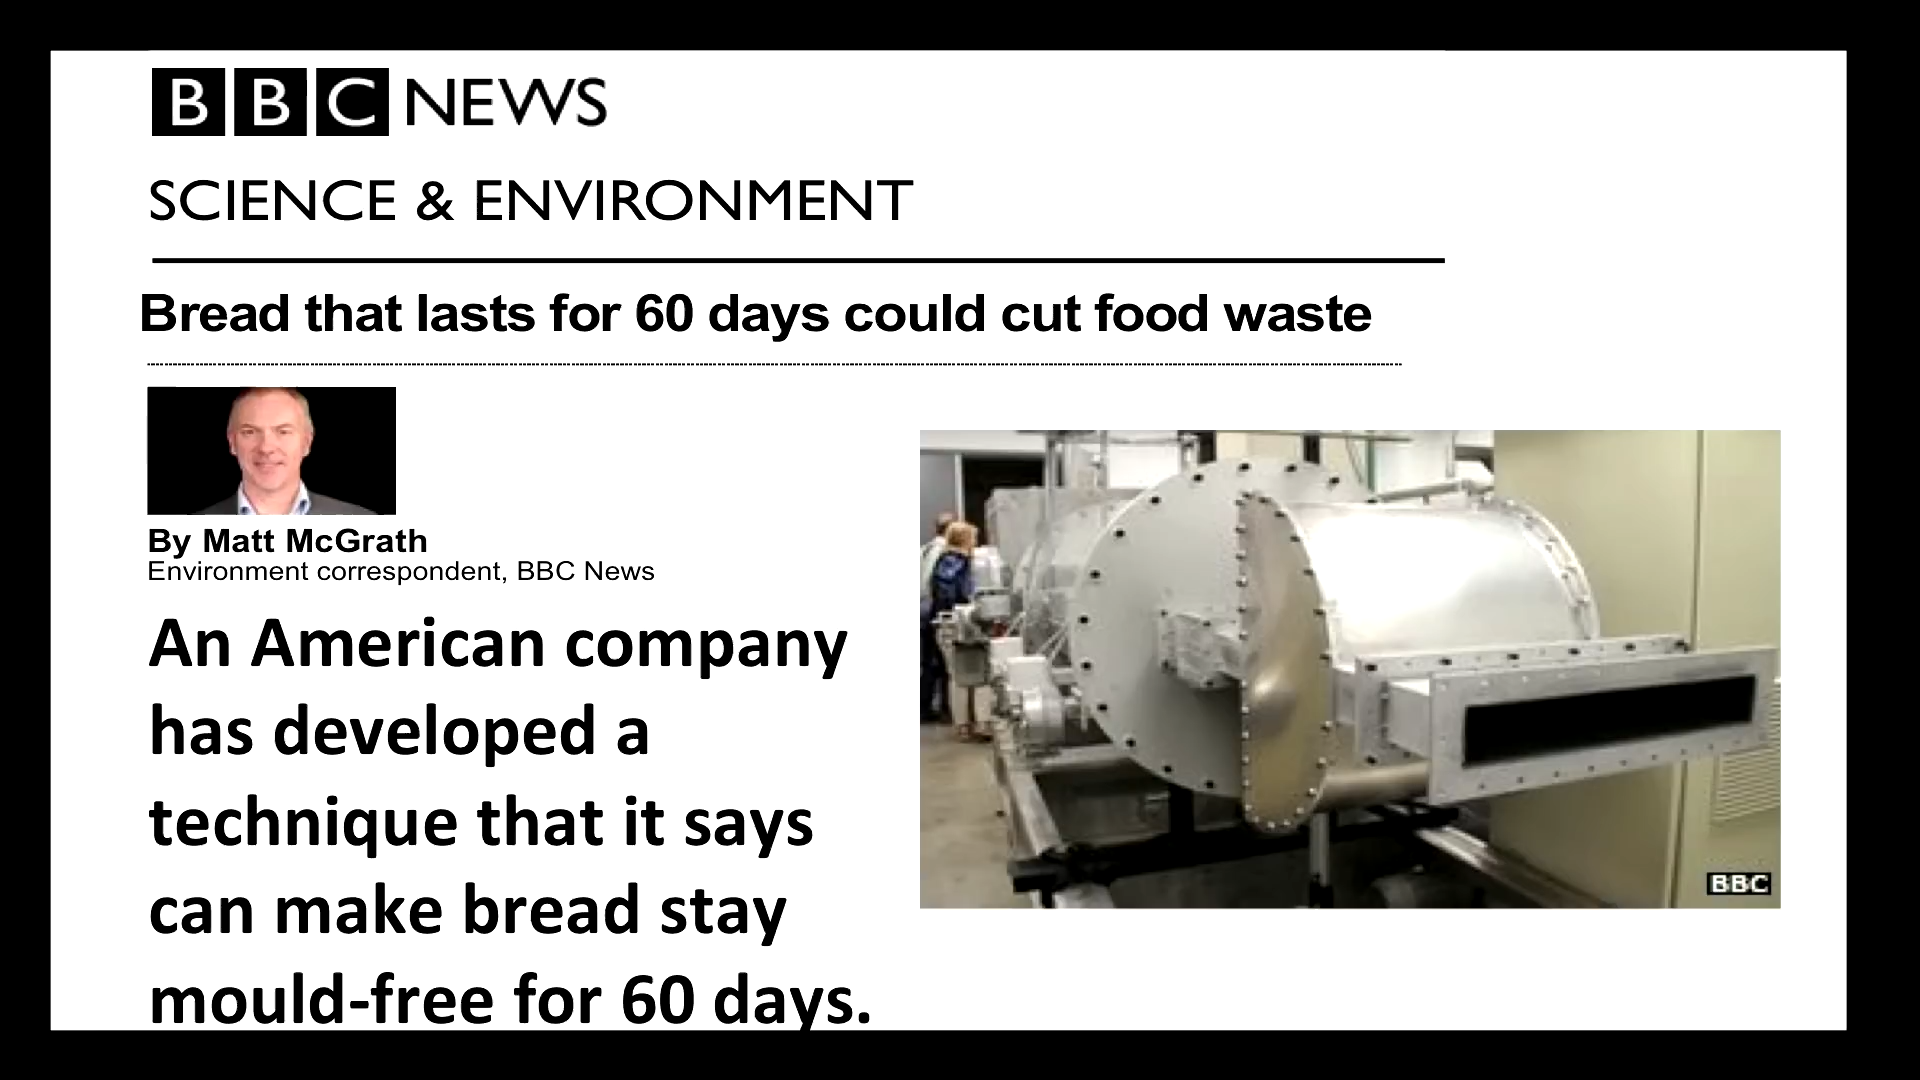 BBC NEWS
SCIENCE & ENVIRONMENT
Bread that lasts for 60 days could cut food waste
By Matt McGrath
Environment correspondent, BBC News
An American company
has developed a
technique that it says
can make bread stay
mould-free for 60 days.
BBC